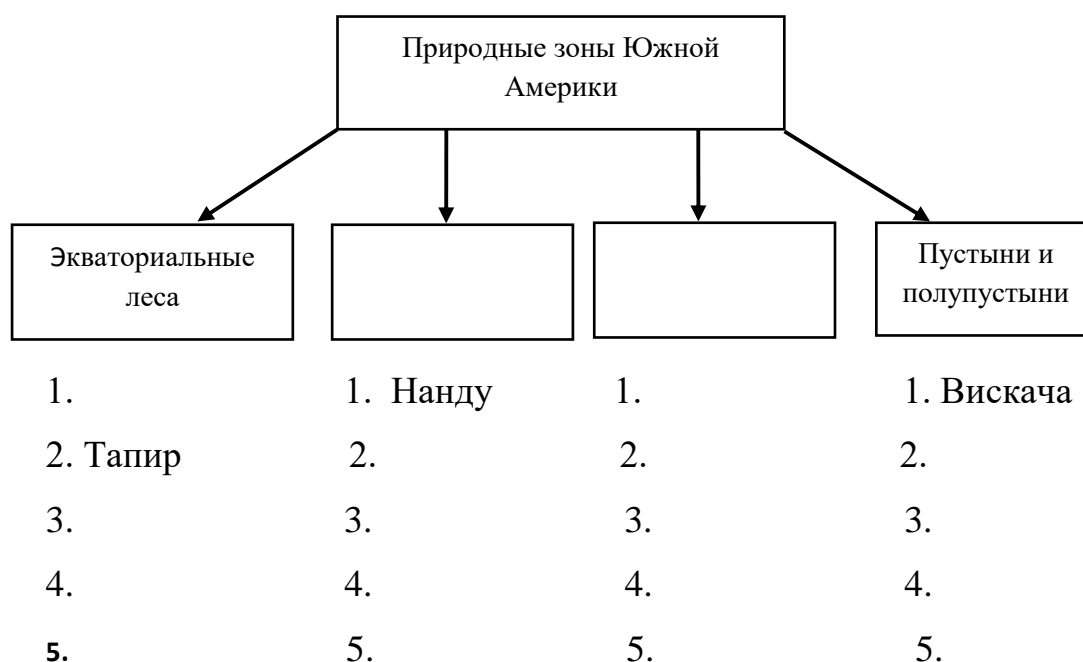 Природные зоны Южной
Америки
Экваториальные
леса
Пустыни и
полупустыни
1.
2. Тапир
3.
4.
5.
1. Нанду
2.
3.
4.
5.
1.
2.
3.
4.
5.
1. Вискача
2.
3.
4.
5.